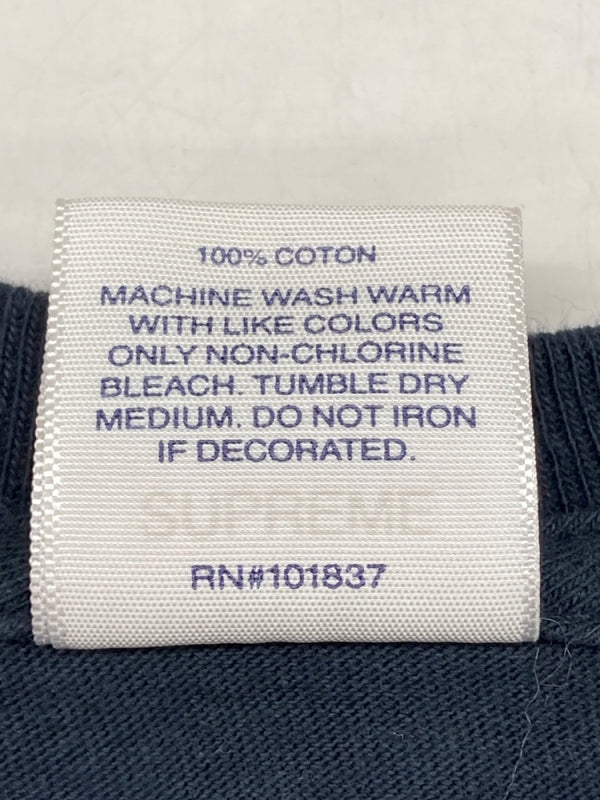 100% COTON
MACHINE WASH WARM
WITH LIKE COLORS
ONLY NON-CHLORINE
BLEACH. TUMBLE DRY
MEDIUM. DO NOT IRON
IF DECORATED.
SUPREME
RN#101837